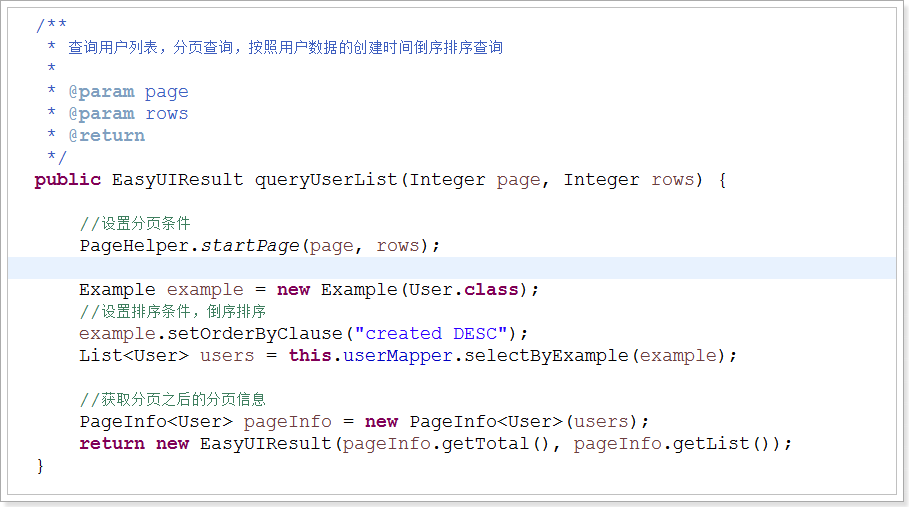 /**
 * 查询用户列表，分页查询，按照用户数据的创建时间倒序排序查询
 *
 * @param page
 * @param rows
 * @return
 */
public EasyUIResult queryUserList(Integer page, Integer rows) {
//设置分页条件
PageHelper.startPage(page, rows);
Example example = new Example(User.class);
//设置排序条件，倒序排序
example.setOrderByClause("created DESC");
List<User> users = this.userMapper.selectByExample(example);
//获取分页之后的分页信息
PageInfo<User> pageInfo = new PageInfo<User>(users);
return new EasyUIResult(pageInfo.getTotal(), pageInfo.getList());
}